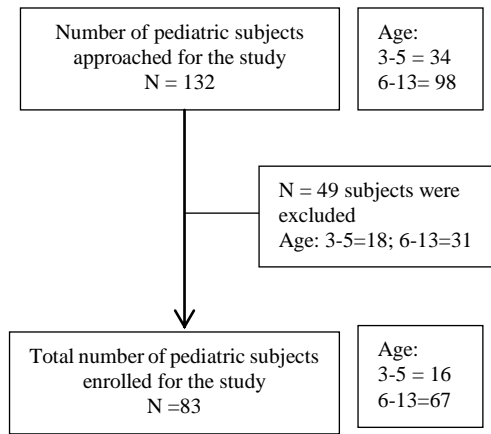 Number of pediatric subjects
approached for the study
N = 132
Age:
3-5 = 34
6-13= 98
N = 49 subjects were
excluded
Age: 3-5=18; 6-13=31
Total number of pediatric subjects
enrolled for the study
N =83
Age:
3-5 = 16
6-13=67